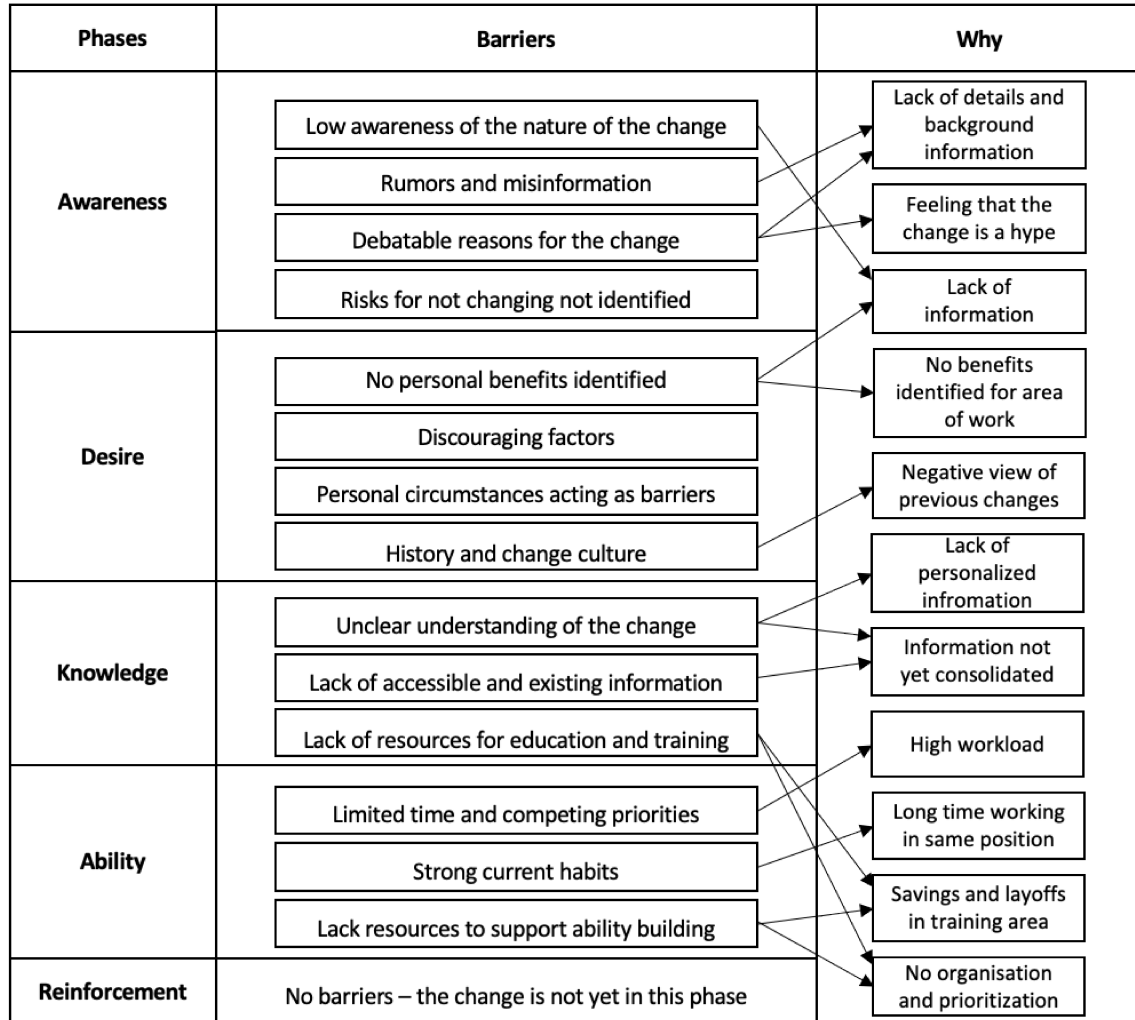 Phases
Barriers
Why
Awareness
Low awareness of the nature of the change
Rumors and misinformation
Debatable reasons for the change
Risks for not changing not identified
Desire
No personal benefits identified
Discouraging factors
Personal circumstances acting as barriers
History and change culture
Knowledge
Unclear understanding of the change
Lack of accessible and existing information
Lack of resources for education and training
Ability
Limited time and competing priorities
Strong current habits
Lack resources to support ability building
Reinforcement
No barriers – the change is not yet in this phase
Lack of details and
background
information
Feeling that the
change is a hype
Lack of
information
No benefits
identified for area
of work
Negative view of
previous changes
Lack of
personalized
infromation
Information not
yet consolidated
High workload
Long time working
in same position
Savings and layoffs
in training area
No organisation
and prioritization